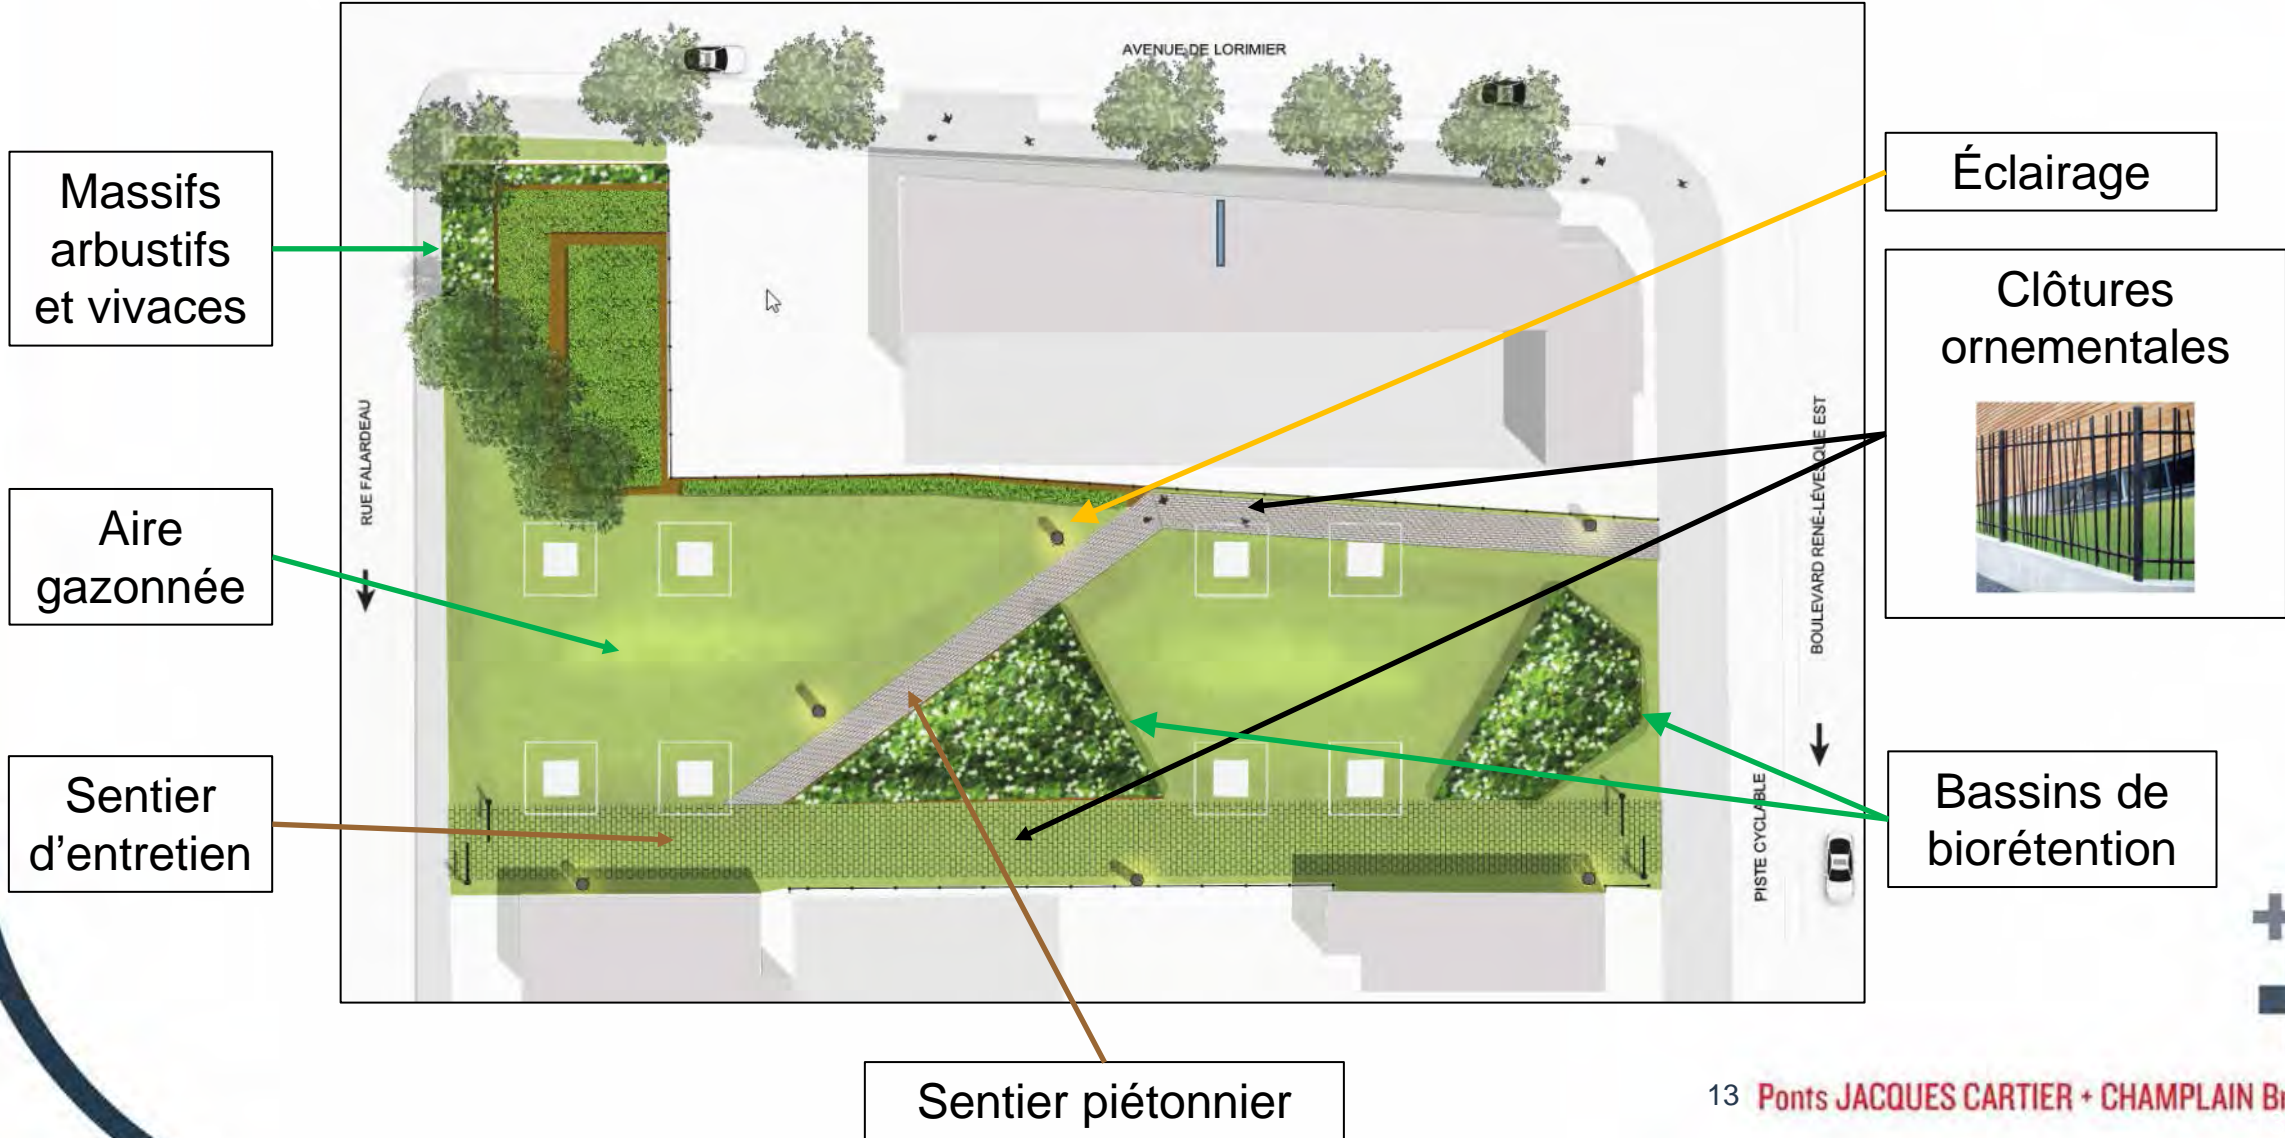 AVENUE DE LORIMIER
Massifs
arbustifs
et vivaces
Éclairage
Clôtures
ornementales
RUE FALARDEAU
BOULEVARD RENÉ-LÉVESQUE EST
Aire
gazonnée
Sentier
d'entretien
PISTE CYCLABLE
Bassins de
biorétention
Sentier piétonnier
13 Ponts JACQUES CARTIER + CHAMPLAIN